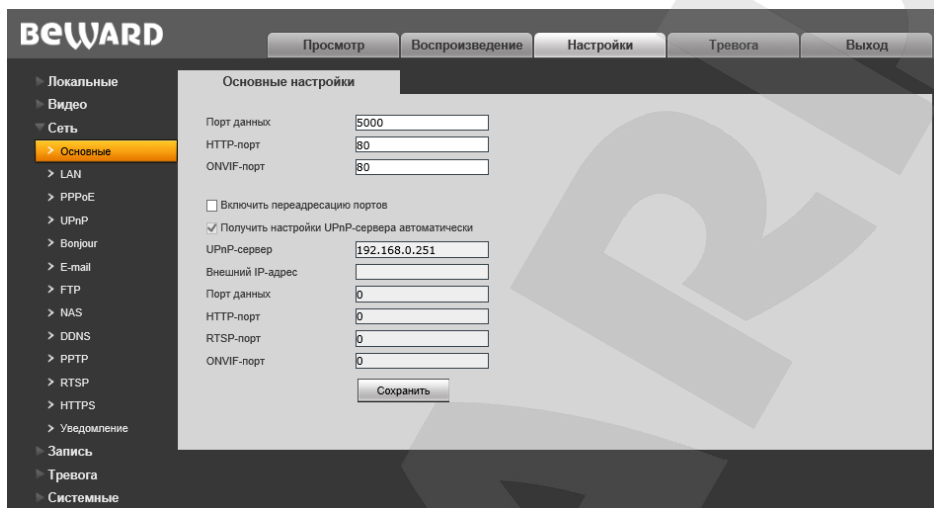 BEWARD
Просмотр Воспроизведение Настройки Тревога Выход
Локальные
Видео
Сеть
Основные
LAN
PPPoE
UPnP
Bonjour
E-mail
FTP
NAS
DDNS
PPTP
RTSP
HTTPS
Уведомление
Запись
Тревога
Системные
Основные настройки
Порт данных 5000
HTTP-порт 80
ONVIF-порт 80
Включить переадресацию портов
Получить настройки UPnP-сервера автоматически
UPnP-сервер 192.168.0.251
Внешний IP-адрес
Порт данных 0
HTTP-порт 0
RTSP-порт 0
ONVIF-порт 0
Сохранить